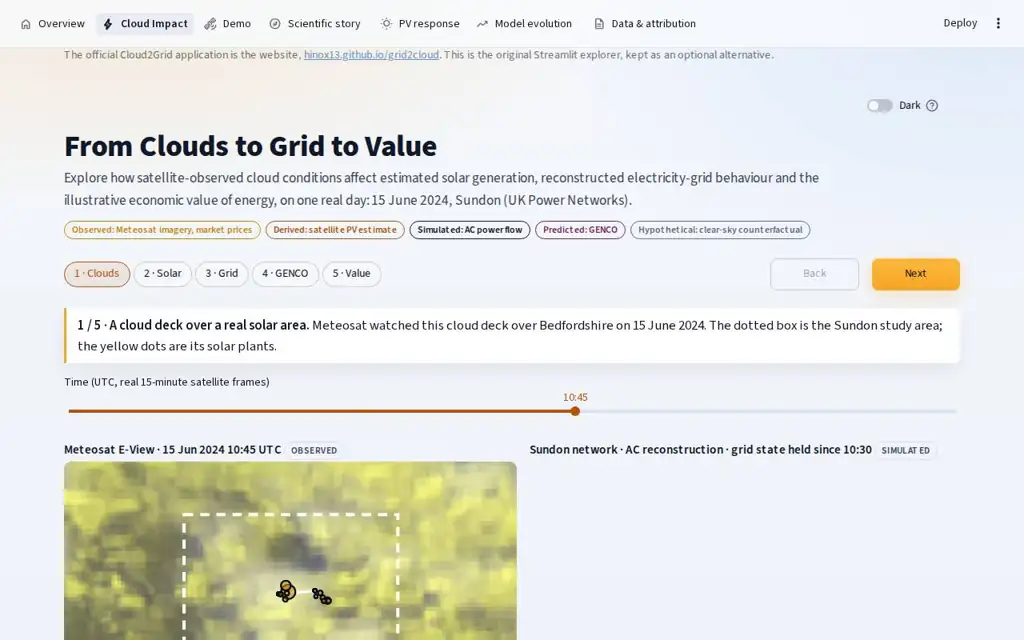 Overview
Cloud Impact
Demo
Scientific story
PV response
Model evolution
Data & attribution
Deploy
The official Cloud2Grid application is the website, hinox13.github.io/grid2cloud. This is the original Streamlit explorer, kept as an optional alternative.
Dark
From Clouds to Grid to Value
Explore how satellite-observed cloud conditions affect estimated solar generation, reconstructed electricity-grid behaviour and the
illustrative economic value of energy, on one real day: 15 June 2024, Sundon (UK Power Networks).
Observed: Meteosat imagery, market prices
Derived: satellite PV estimate
Simulated: AC power flow
Predicted: GENCO
Hypothetical: clear-sky counterfactual
1 · Clouds
2 · Solar
3 · Grid
4 · GENCO
5 · Value
Back
Next
1 / 5 · A cloud deck over a real solar area. Meteosat watched this cloud deck over Bedfordshire on 15 June 2024. The dotted box is the Sundon study area;
the yellow dots are its solar plants.
Time (UTC, real 15-minute satellite frames)
10:45
Meteosat E-View · 15 Jun 2024 10:45 UTC OBSERVED
Sundon network · AC reconstruction · grid state held since 10:30 SIMULATED